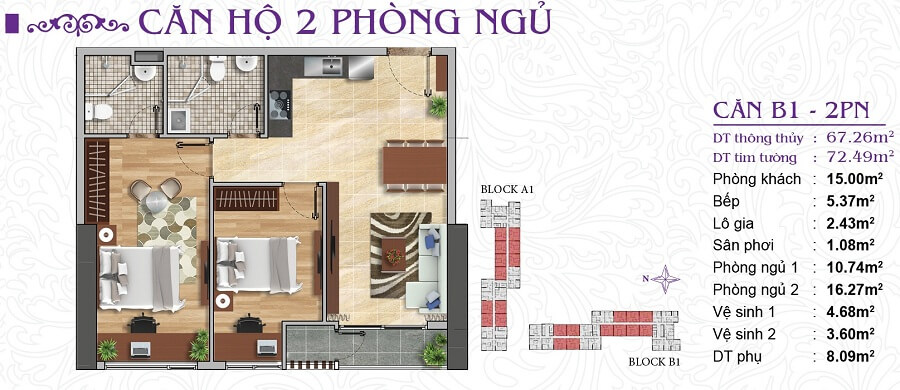 CĂN HỘ 2 PHÒNG NGỦ
CĂN B1 - 2PN
DT thông thủy : 67.26m²
DT tim tường : 72.49m²
Phòng khách : 15.00m²
Bếp : 5.37m²
Lô gia : 2.43m²
Sân phơi : 1.08m²
Phòng ngủ 1 : 10.74m²
Phòng ngủ 2 : 16.27m²
Vệ sinh 1 : 4.68m²
Vệ sinh 2 : 3.60m²
DT phụ : 8.09m²
BLOCK A1
N
BLOCK B1